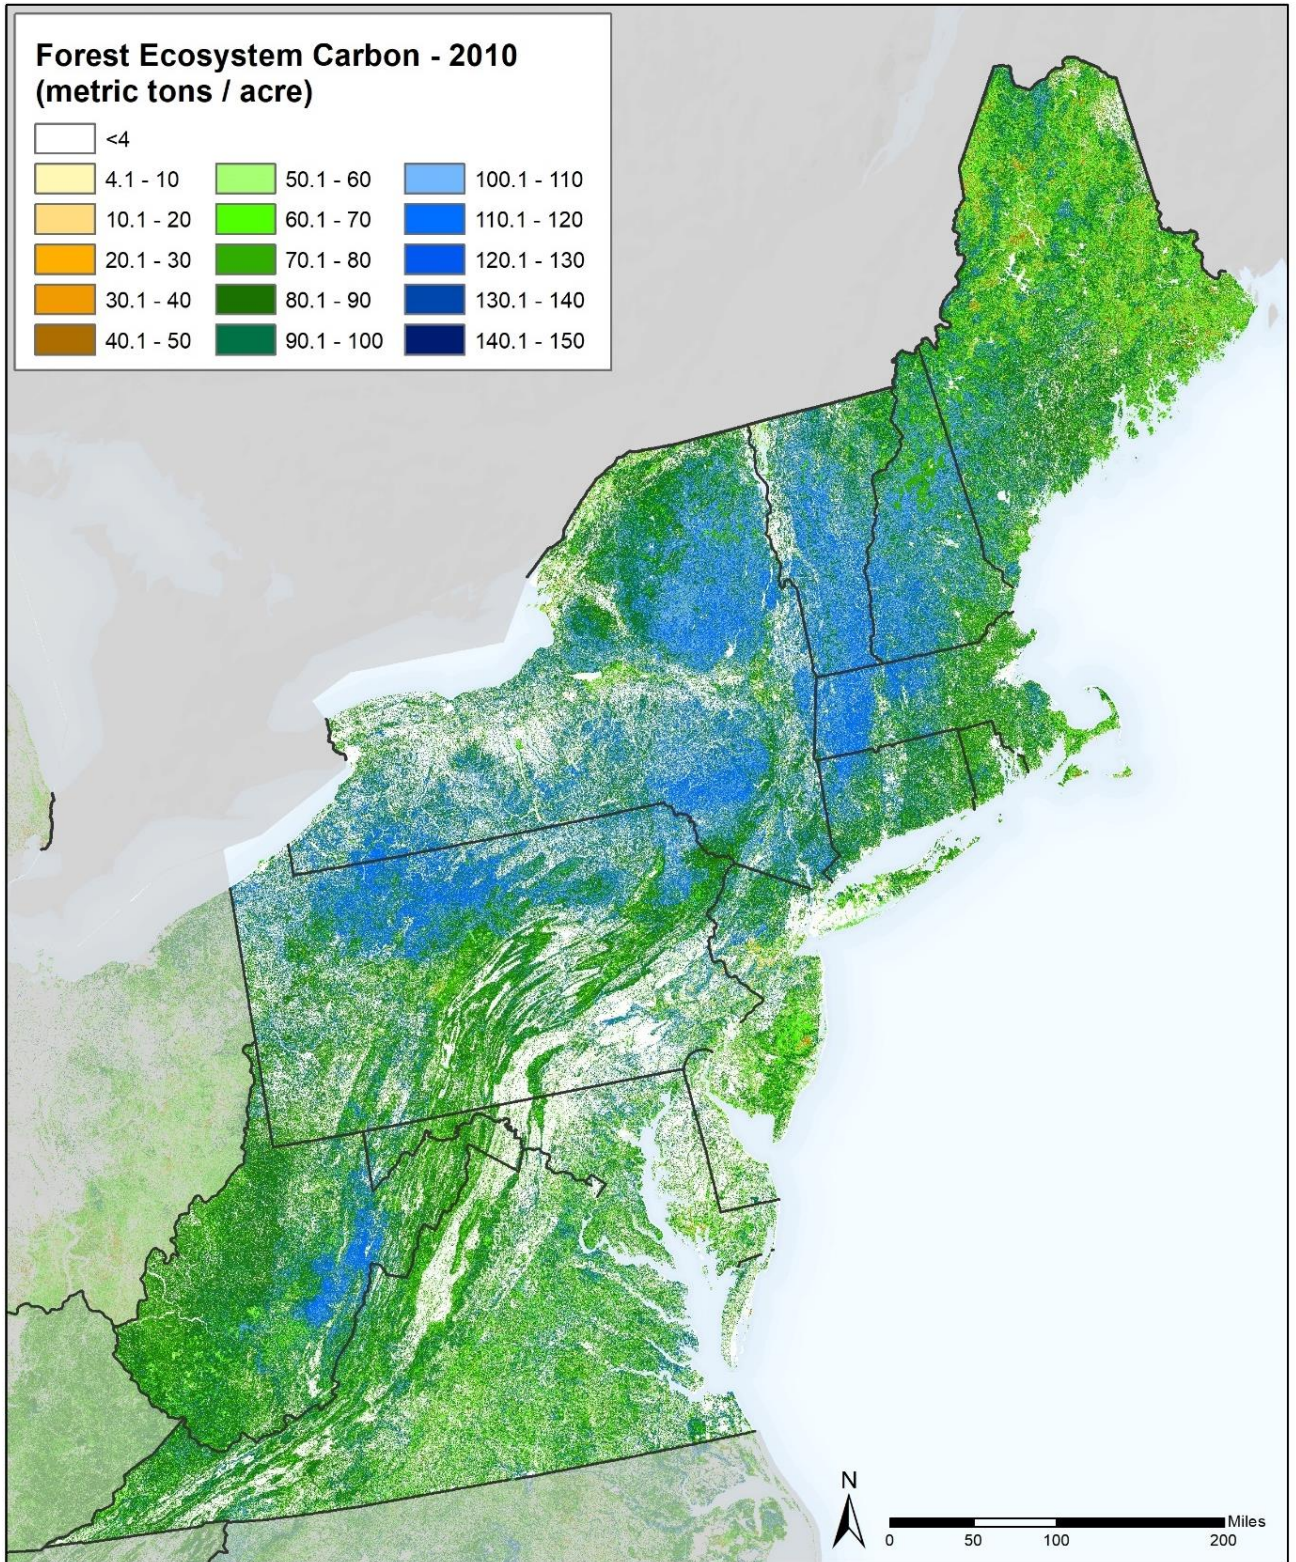 Forest Ecosystem Carbon - 2010
(metric tons / acre)
<4
4.1 - 10 50.1 - 60 100.1 - 110
10.1 - 20 60.1 - 70 110.1 - 120
20.1 - 30 70.1 - 80 120.1 - 130
30.1 - 40 80.1 - 90 130.1 - 140
40.1 - 50 90.1 - 100 140.1 - 150
N
Miles
0 50 100 200